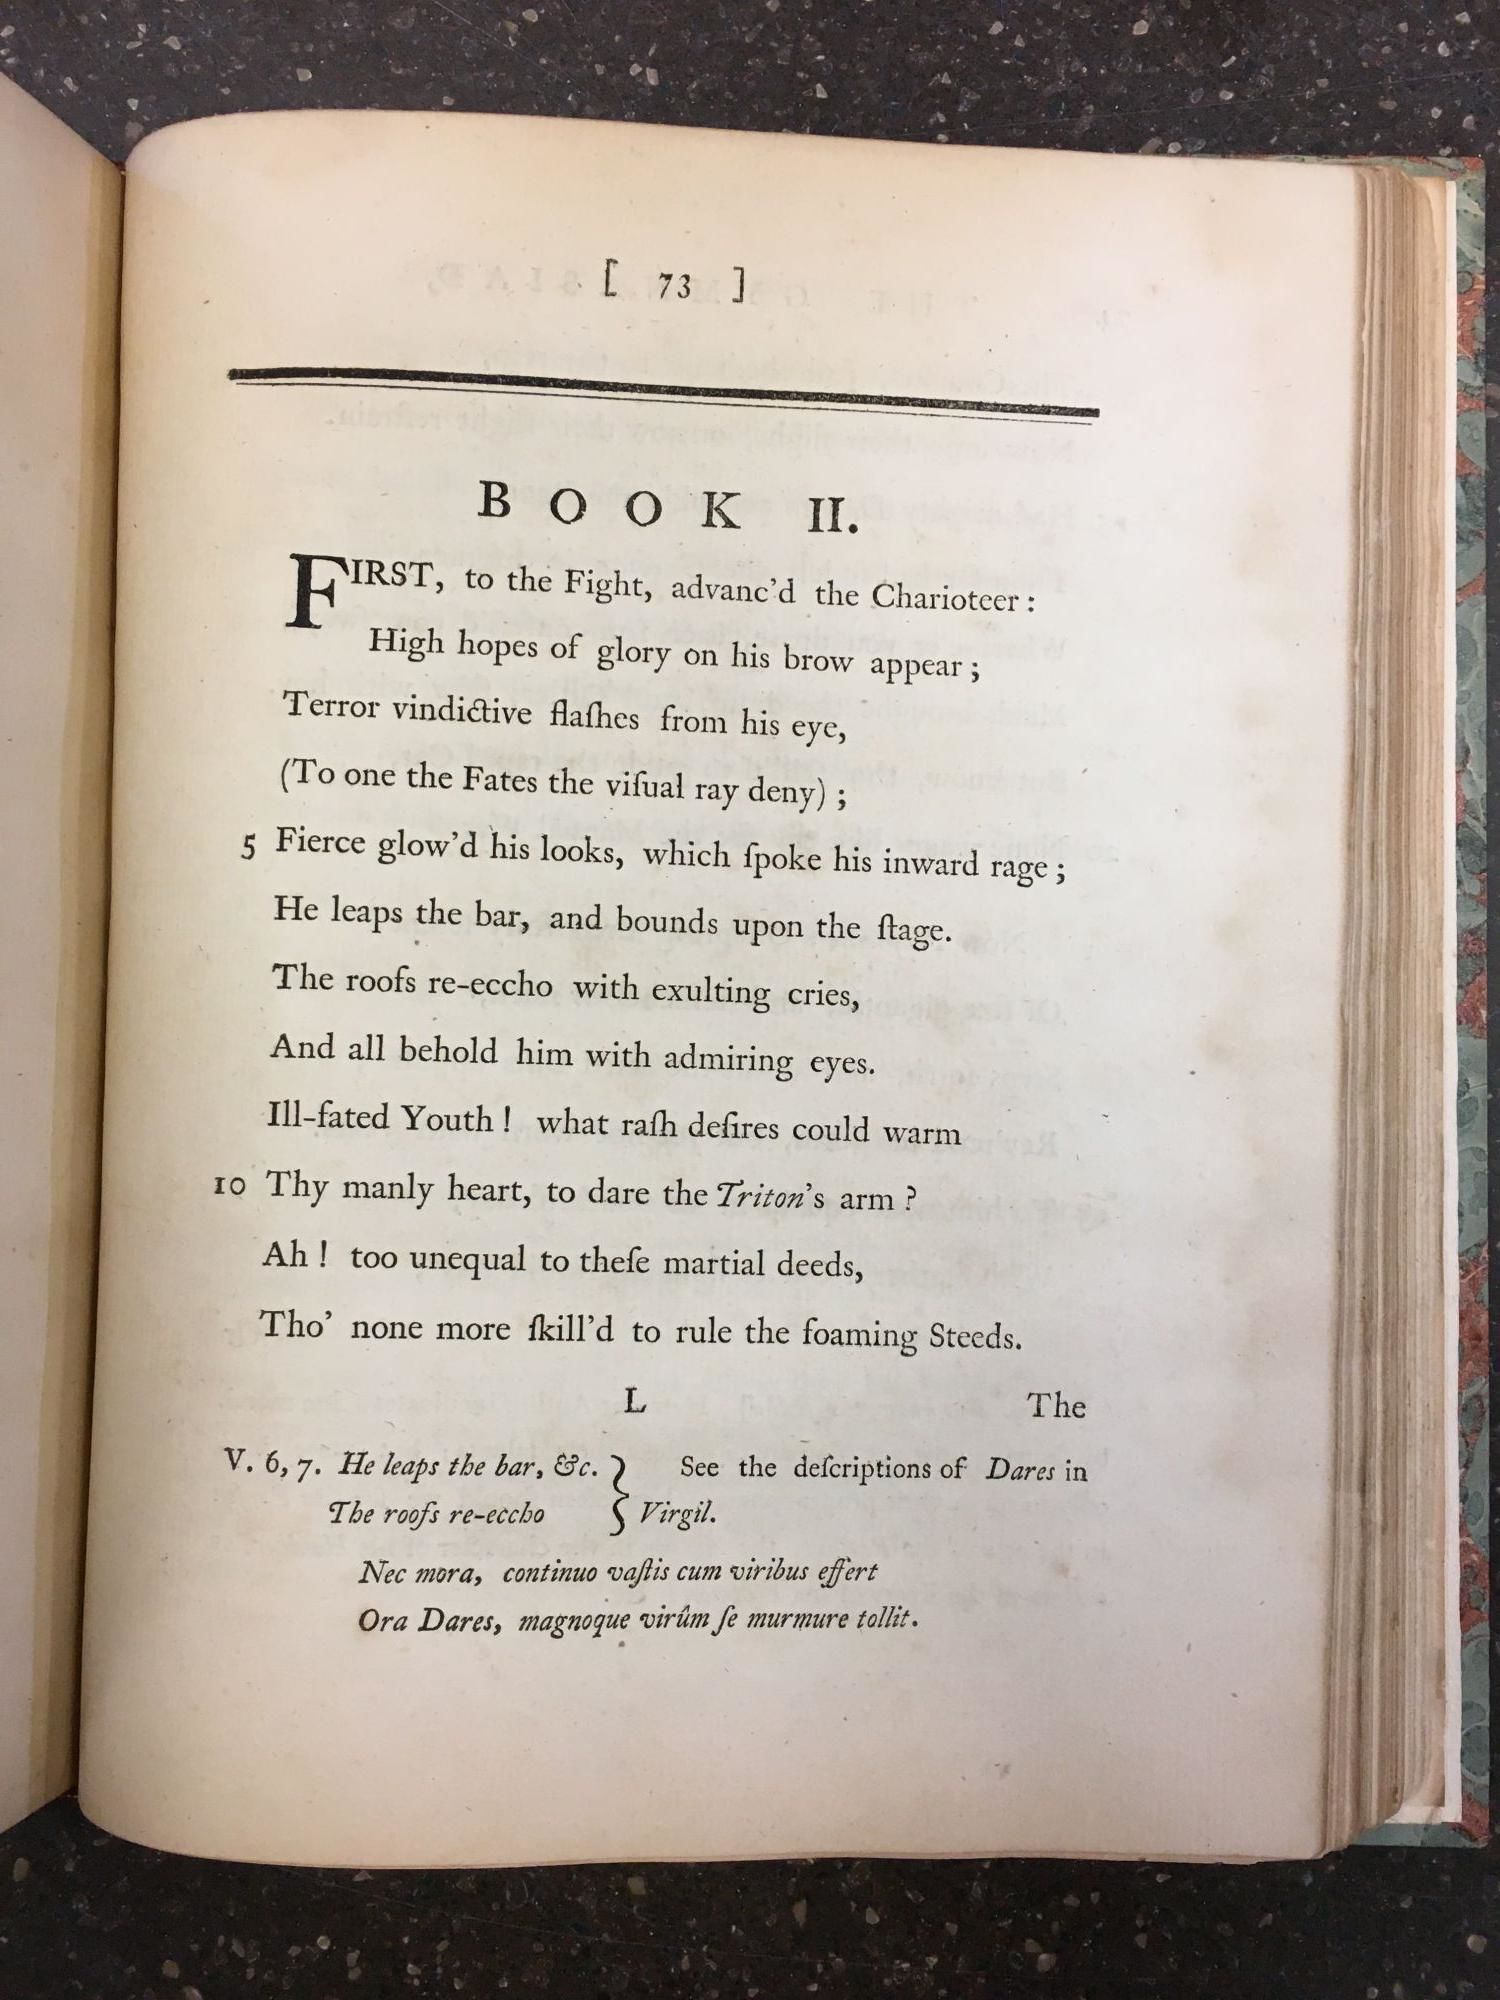 [ 73 ]
BOOK II.
FIRST, to the Fight, advanc'd the Charioteer:
High hopes of glory on his brow appear;
Terror vindictive flaſhes from his eye,
(To one the Fates the viſual ray deny);
5 Fierce glow'd his looks, which ſpoke his inward rage;
He leaps the bar, and bounds upon the ſtage.
The roofs re-eccho with exulting cries,
And all behold him with admiring eyes.
Ill-fated Youth! what raſh deſires could warm
10 Thy manly heart, to dare the Triton's arm?
Ah! too unequal to theſe martial deeds,
Tho' none more ſkill'd to rule the foaming Steeds.
L The
V. 6, 7. He leaps the bar, &c. } See the deſcriptions of Dares in
The roofs re-eccho } Virgil.
Nec mora, continuo vaſtis cum viribus effert
Ora Dares, magnoque virûm ſe murmure tollit.